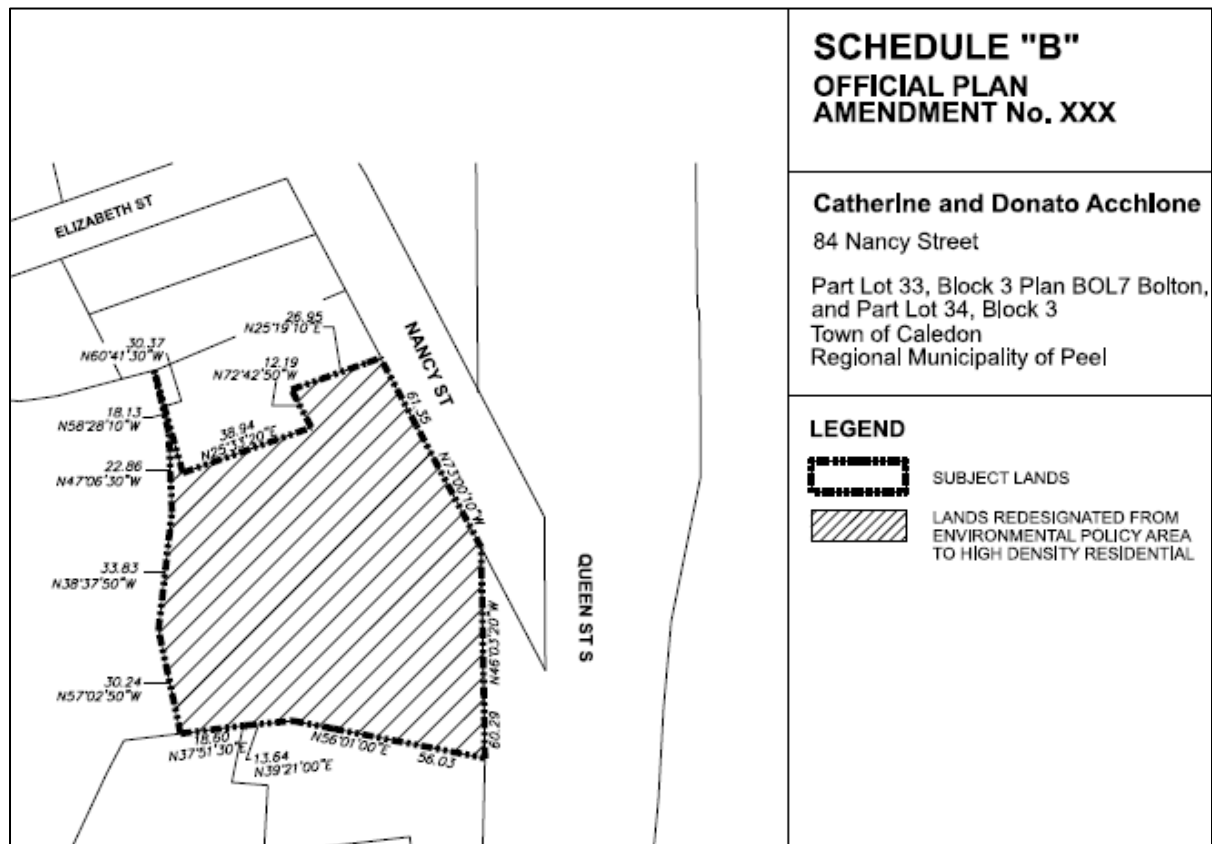 SCHEDULE "B"
OFFICIAL PLAN
AMENDMENT No. XXX
Catherine and Donato Acchione
84 Nancy Street
Part Lot 33, Block 3 Plan BOL7 Bolton,
and Part Lot 34, Block 3
Town of Caledon
Regional Municipality of Peel
LEGEND
SUBJECT LANDS
LANDS REDESIGNATED FROM
ENVIRONMENTAL POLICY AREA
TO HIGH DENSITY RESIDENTIAL
ELIZABETH ST
NANCY ST
QUEEN ST S
26.95
N25°19'10"E
30.37
N60°41'30"W
12.19
N72°42'50"W
18.13
N58°28'10"W
38.94
N25°33'20"E
61.35
N73°00'10"W
22.86
N47°06'30"W
33.83
N38°37'50"W
N46°03'20"W
60.29
30.24
N57°02'50"W
18.60
N37°51'30"E
13.64
N39°21'00"E
N56°01'00"E
56.03